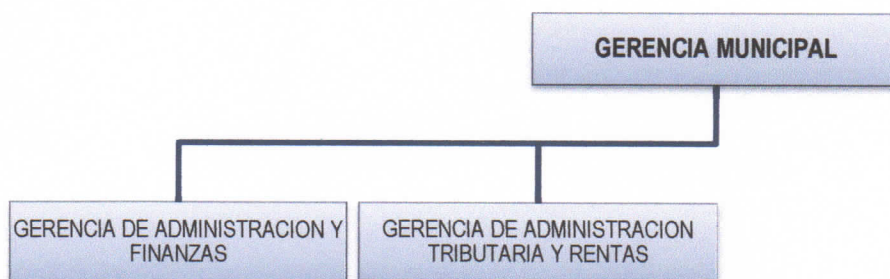 GERENCIA MUNICIPAL
GERENCIA DE ADMINISTRACION Y
FINANZAS
GERENCIA DE ADMINISTRACION
TRIBUTARIA Y RENTAS